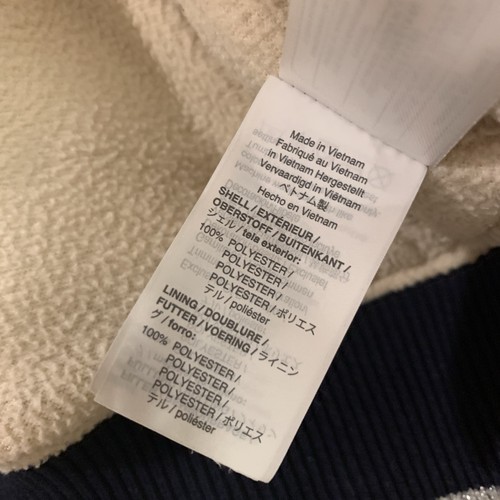 Made in Vietnam
Fabriqué au Vietnam
in Vietnam Hergestellt
Vervaardigd in Vietnam
ベトナム製
Hecho en Vietnam
SHELL / EXTÉRIEUR /
OBERSTOFF / BUITENKANT /
シェル / tela exterior:
100% POLYESTER /
POLYESTER /
POLYESTER /
POLYESTER / ポリエス
テル / poliéster
LINING / DOUBLURE /
FUTTER / VOERING / ライニン
グ / forro:
100% POLYESTER /
POLYESTER /
POLYESTER /
POLYESTER / ポリエス
テル / poliéster